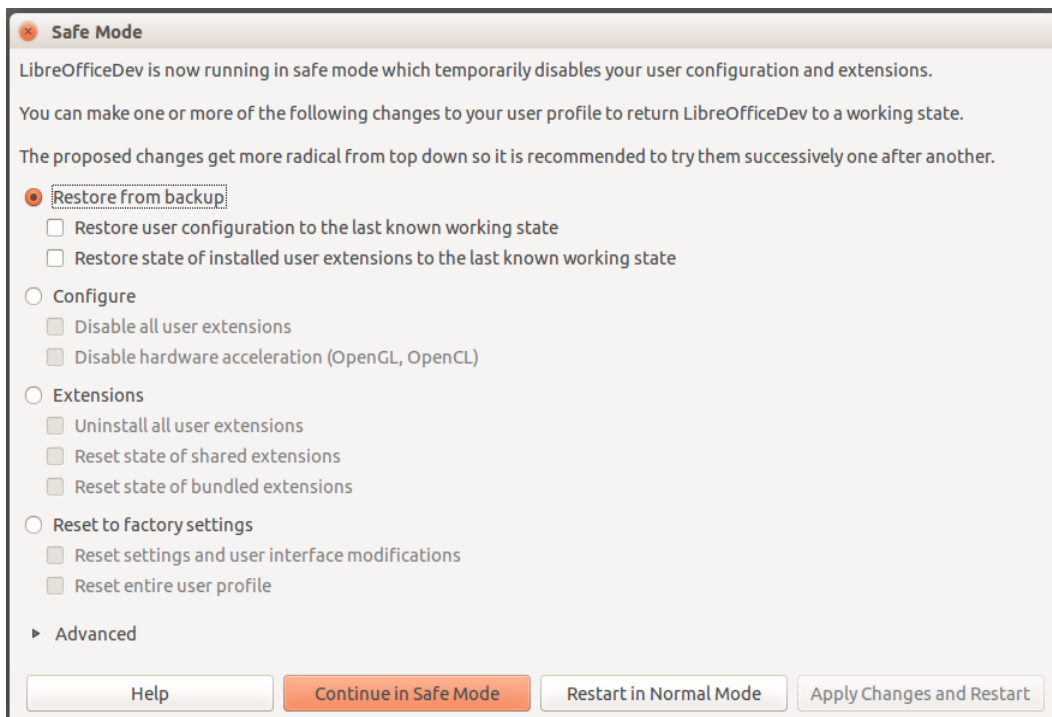 Safe Mode
LibreOfficeDev is now running in safe mode which temporarily disables your user configuration and extensions.
You can make one or more of the following changes to your user profile to return LibreOfficeDev to a working state.
The proposed changes get more radical from top down so it is recommended to try them successively one after another.
Restore from backup
Restore user configuration to the last known working state
Restore state of installed user extensions to the last known working state
Configure
Disable all user extensions
Disable hardware acceleration (OpenGL, OpenCL)
Extensions
Uninstall all user extensions
Reset state of shared extensions
Reset state of bundled extensions
Reset to factory settings
Reset settings and user interface modifications
Reset entire user profile
Advanced
Help Continue in Safe Mode Restart in Normal Mode Apply Changes and Restart